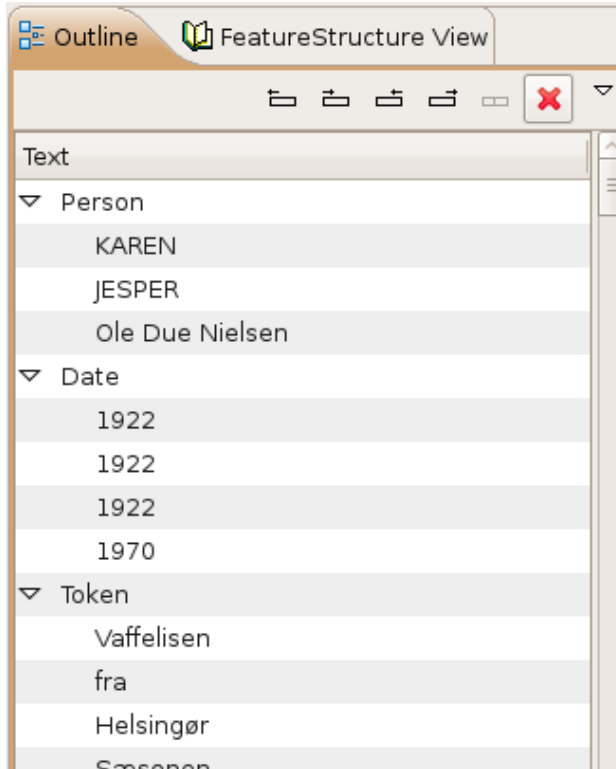 Outline FeatureStructure View
Text
Person
KAREN
JESPER
Ole Due Nielsen
Date
1922
1922
1922
1970
Token
Vaffelisen
fra
Helsingør